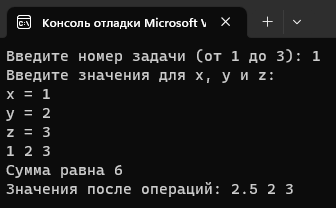 Консоль отладки Microsoft V
Введите номер задачи (от 1 до 3): 1
Введите значения для x, y и z:
x = 1
y = 2
z = 3
1 2 3
Сумма равна 6
Значения после операций: 2.5 2 3